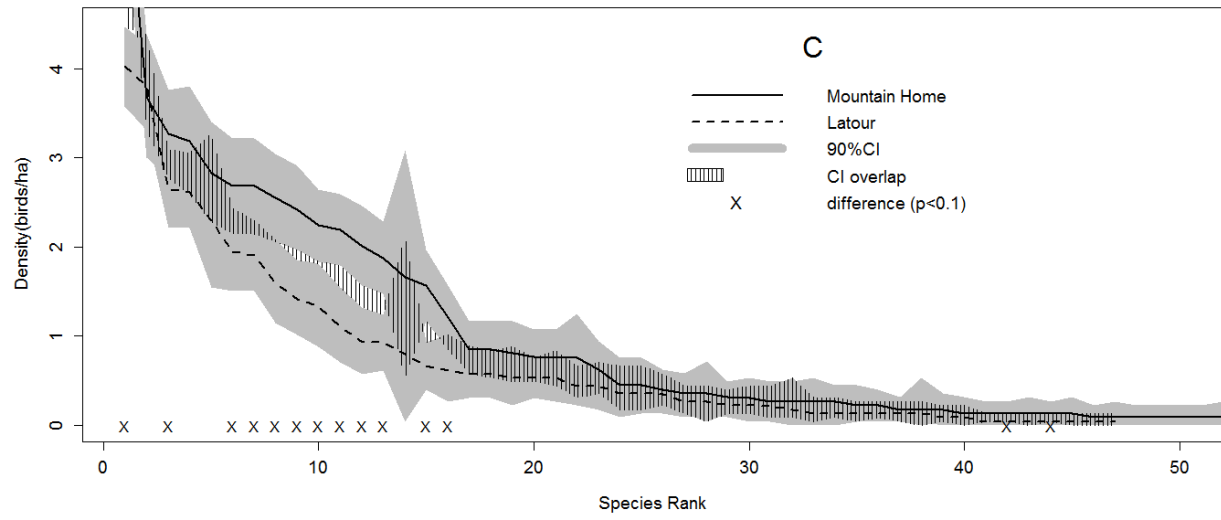 C
Mountain Home
Latour
90%CI
CI overlap
X difference (p<0.1)
Density(birds/ha)
4
3
2
1
0
X X X X X X X X X X X X X X
0 10 20 30 40 50
Species Rank